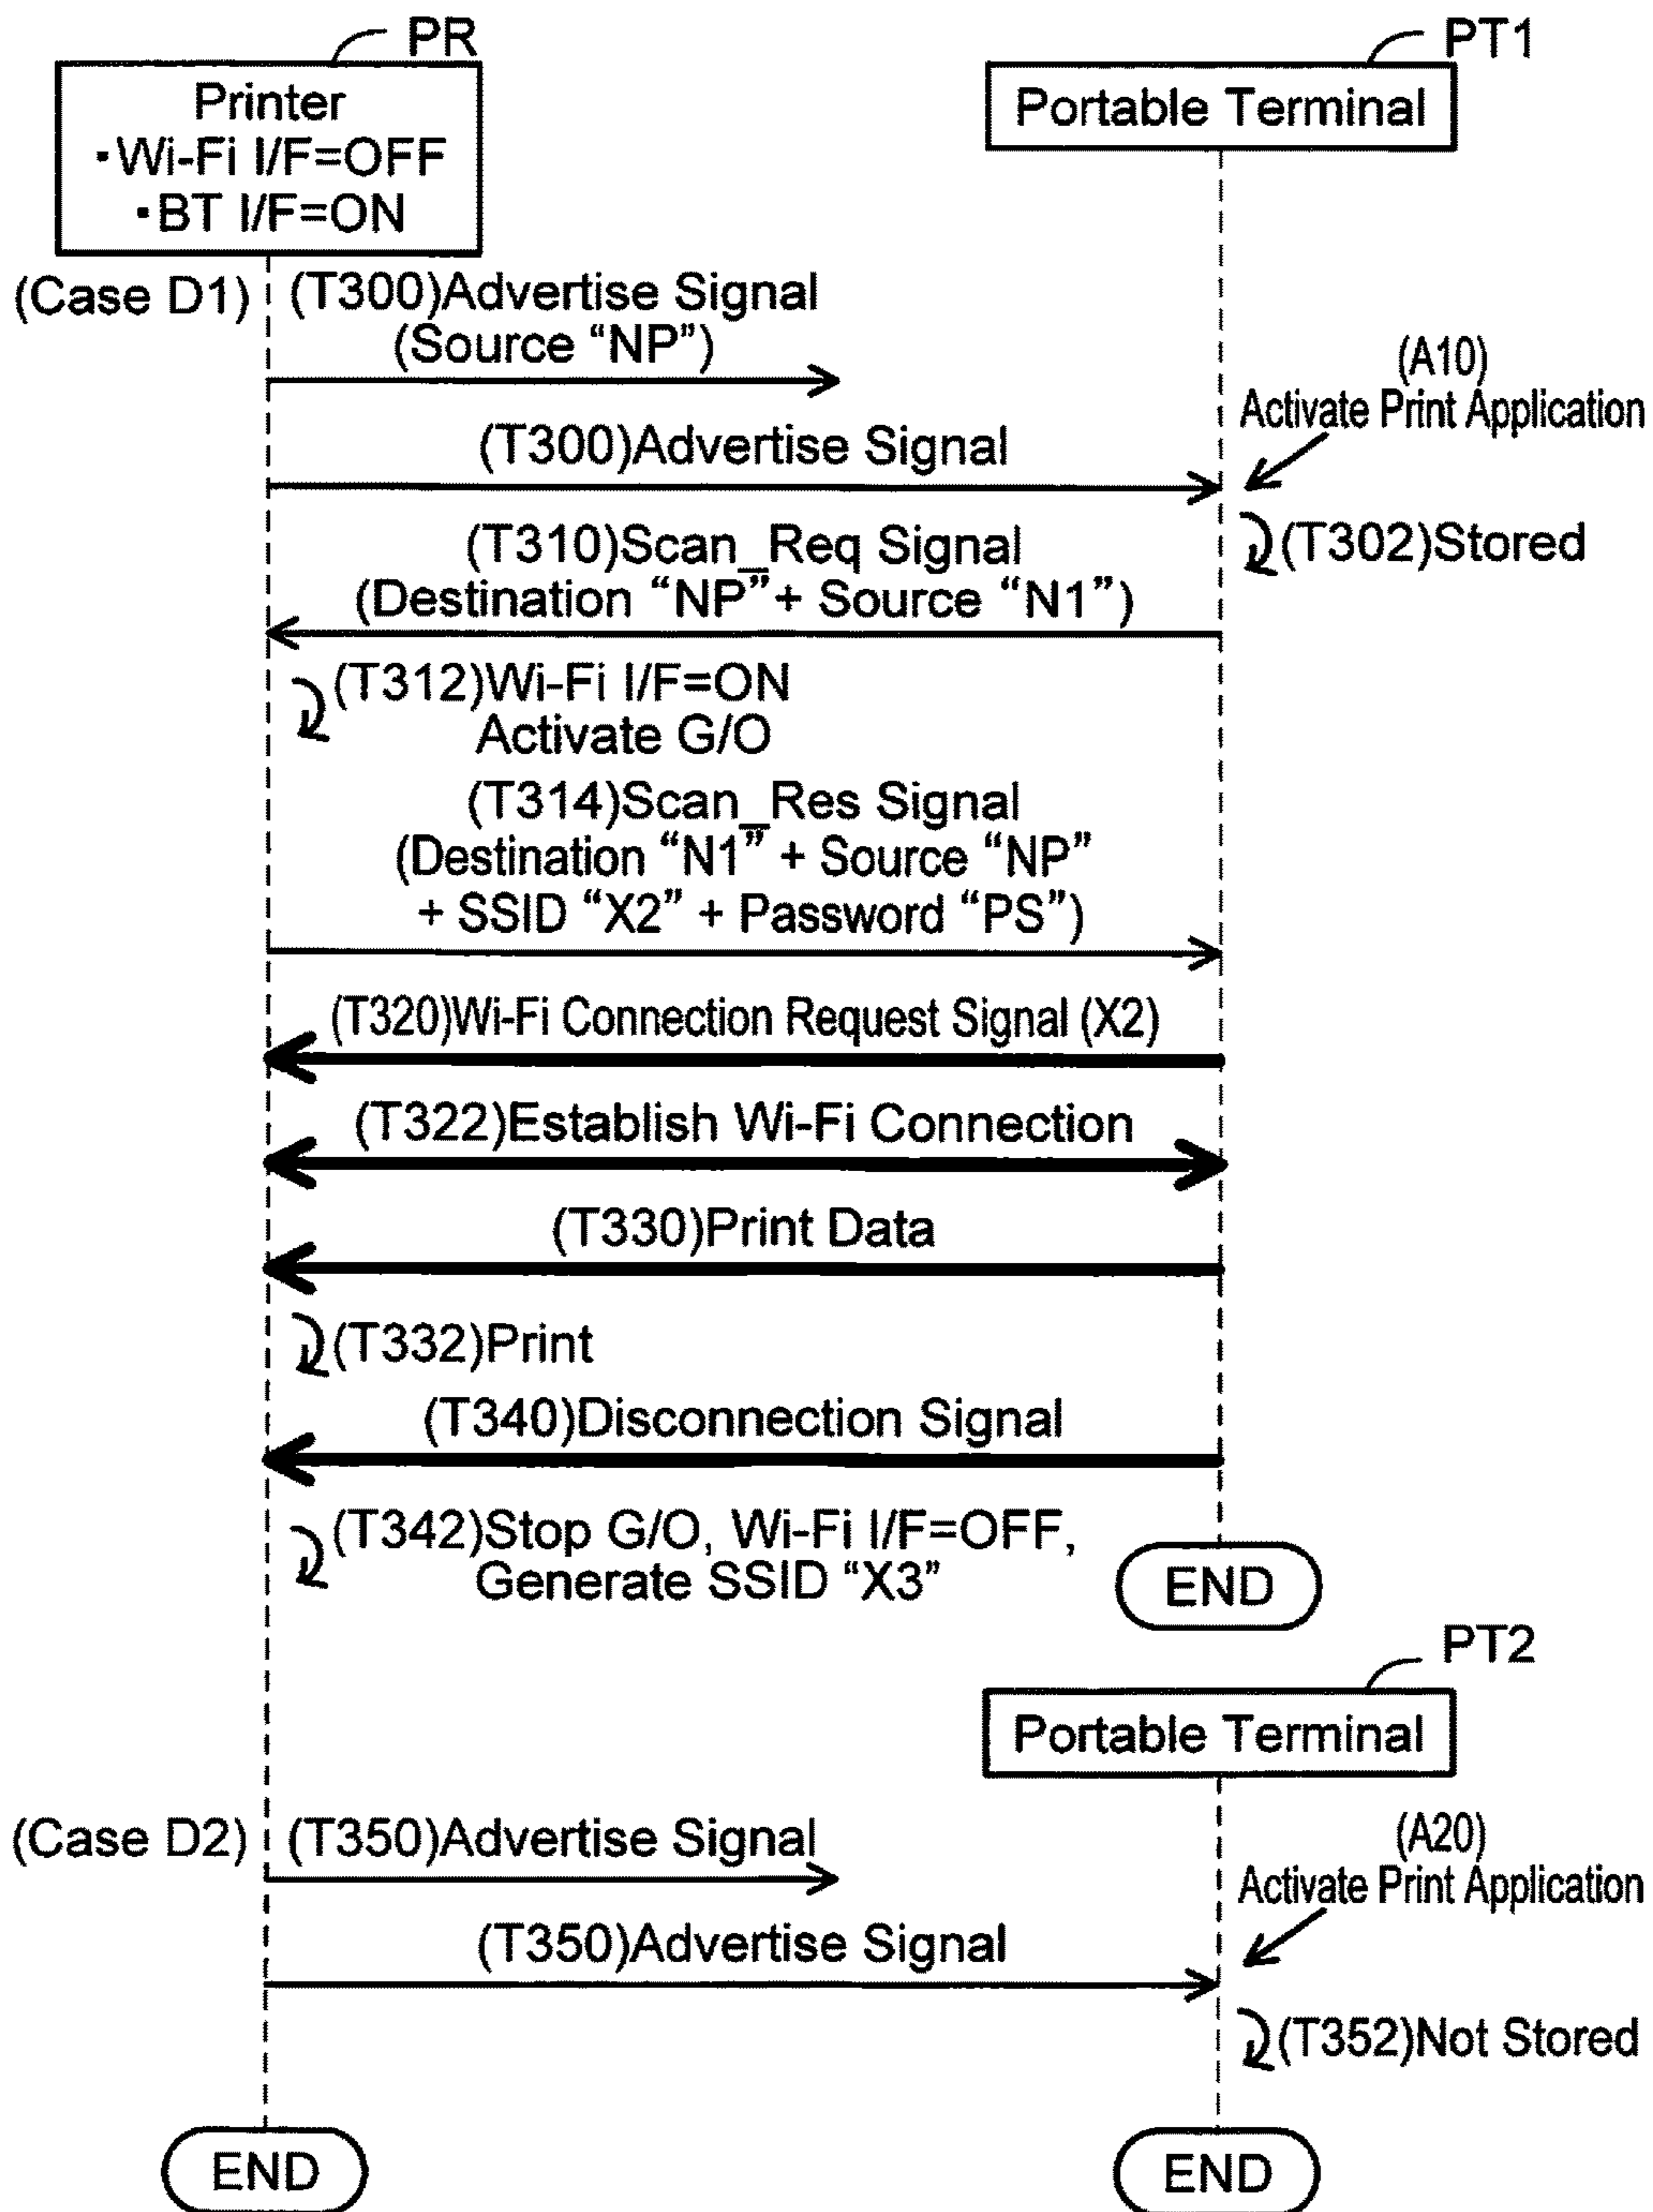 PR
Printer
・Wi-Fi I/F=OFF
・BT I/F=ON
PT1
Portable Terminal
(Case D1)
(T300)Advertise Signal
(Source “NP”)
(A10)
Activate Print Application
(T300)Advertise Signal
(T302)Stored
(T310)Scan_Req Signal
(Destination “NP”+ Source “N1”)
(T312)Wi-Fi I/F=ON
Activate G/O
(T314)Scan_Res Signal
(Destination “N1” + Source “NP”
+ SSID “X2” + Password “PS”)
(T320)Wi-Fi Connection Request Signal (X2)
(T322)Establish Wi-Fi Connection
(T330)Print Data
(T332)Print
(T340)Disconnection Signal
(T342)Stop G/O, Wi-Fi I/F=OFF,
Generate SSID “X3”
END
PT2
Portable Terminal
(Case D2)
(T350)Advertise Signal
(A20)
Activate Print Application
(T350)Advertise Signal
(T352)Not Stored
END
END